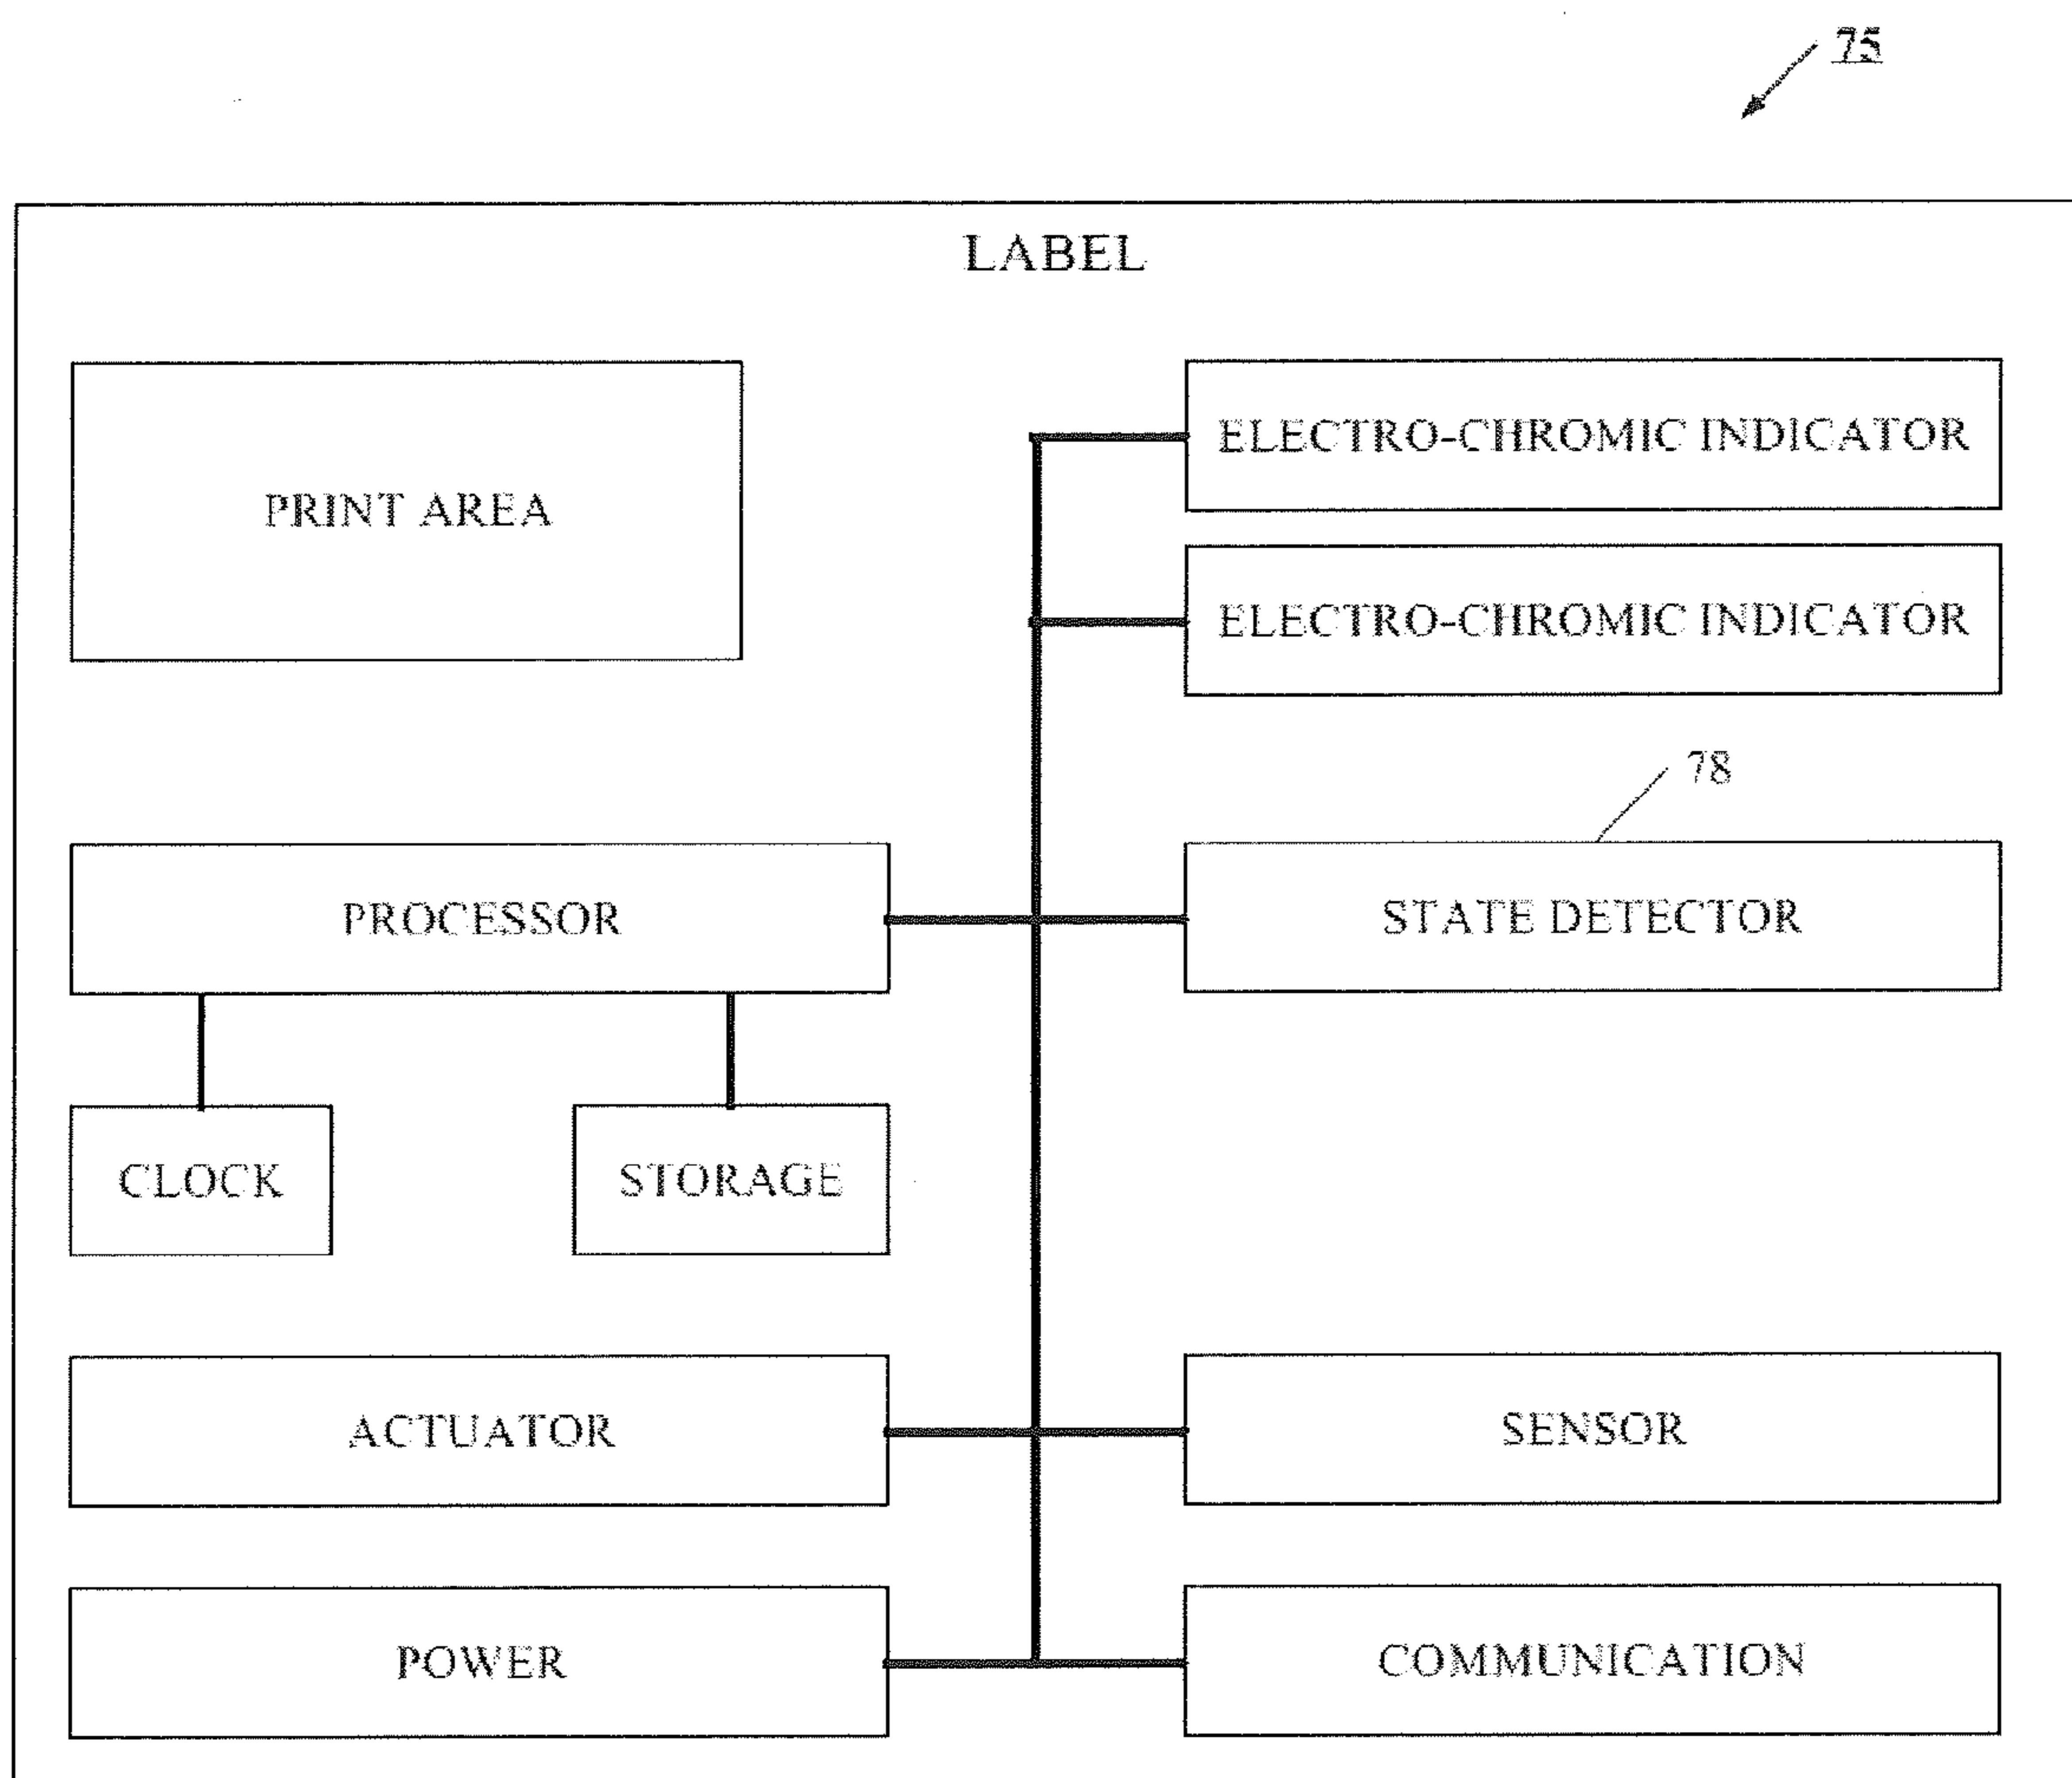 75
LABEL
PRINT AREA
ELECTRO-CHROMIC INDICATOR
ELECTRO-CHROMIC INDICATOR
78
PROCESSOR
STATE DETECTOR
CLOCK
STORAGE
ACTUATOR
SENSOR
POWER
COMMUNICATION